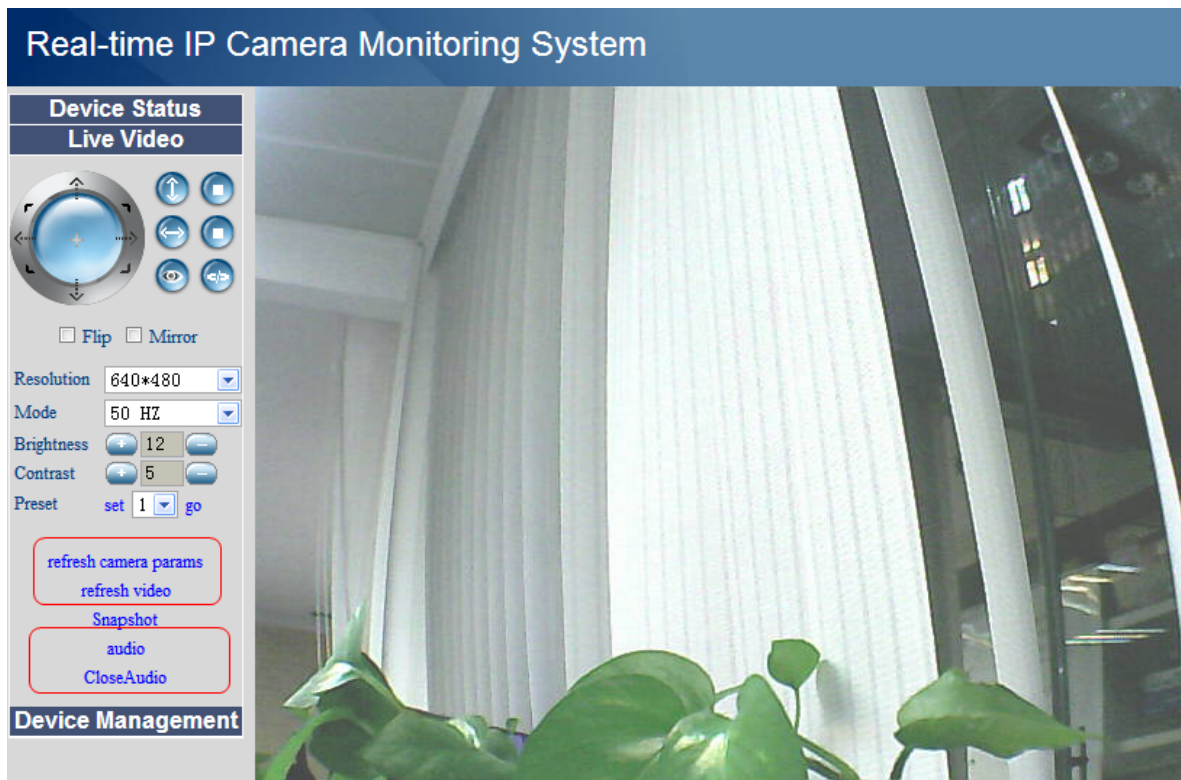 Real-time IP Camera Monitoring System
Device Status
Live Video
Flip Mirror
Resolution 640*480
Mode 50 HZ
Brightness + 12 -
Contrast + 5 -
Preset set 1 go
refresh camera params
refresh video
Snapshot
audio
CloseAudio
Device Management